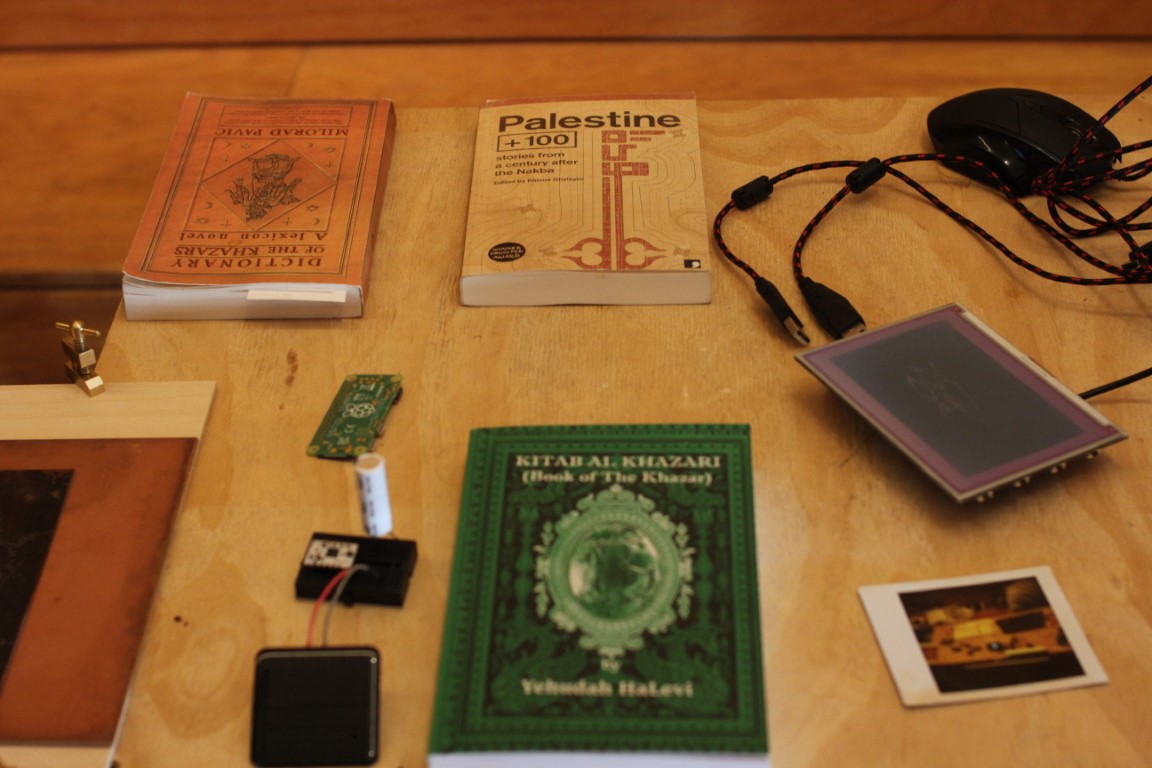 MILORAD PAVIC
A lexicon novel
OF THE KHAZARS
DICTIONARY
Palestine
+100
stories from
a century after
the Nakba
KITAB AL KHAZARI
(Book of The Khazar)
by
Yehudah HaLevi